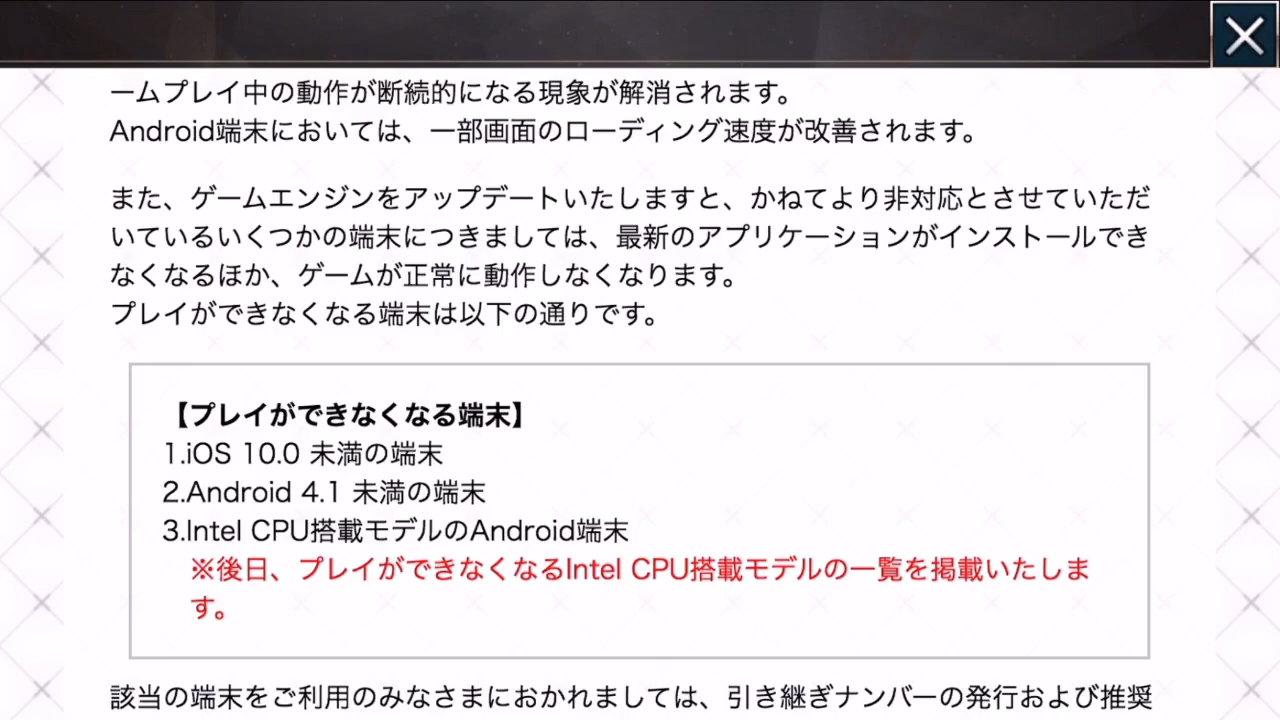 ームプレイ中の動作が断続的になる現象が解消されます。
Android端末においては、一部画面のローディング速度が改善されます。
また、ゲームエンジンをアップデートいたしますと、かねてより非対応とさせていただ
いているいくつかの端末につきましては、最新のアプリケーションがインストールでき
なくなるほか、ゲームが正常に動作しなくなります。
プレイができなくなる端末は以下の通りです。
【プレイができなくなる端末】
1.iOS 10.0 未満の端末
2.Android 4.1 未満の端末
3.Intel CPU搭載モデルのAndroid端末
※後日、プレイができなくなるIntel CPU搭載モデルの一覧を掲載いたしま
す。
該当の端末をご利用のみなさまにおかれましては、引き継ぎナンバーの発行および推奨